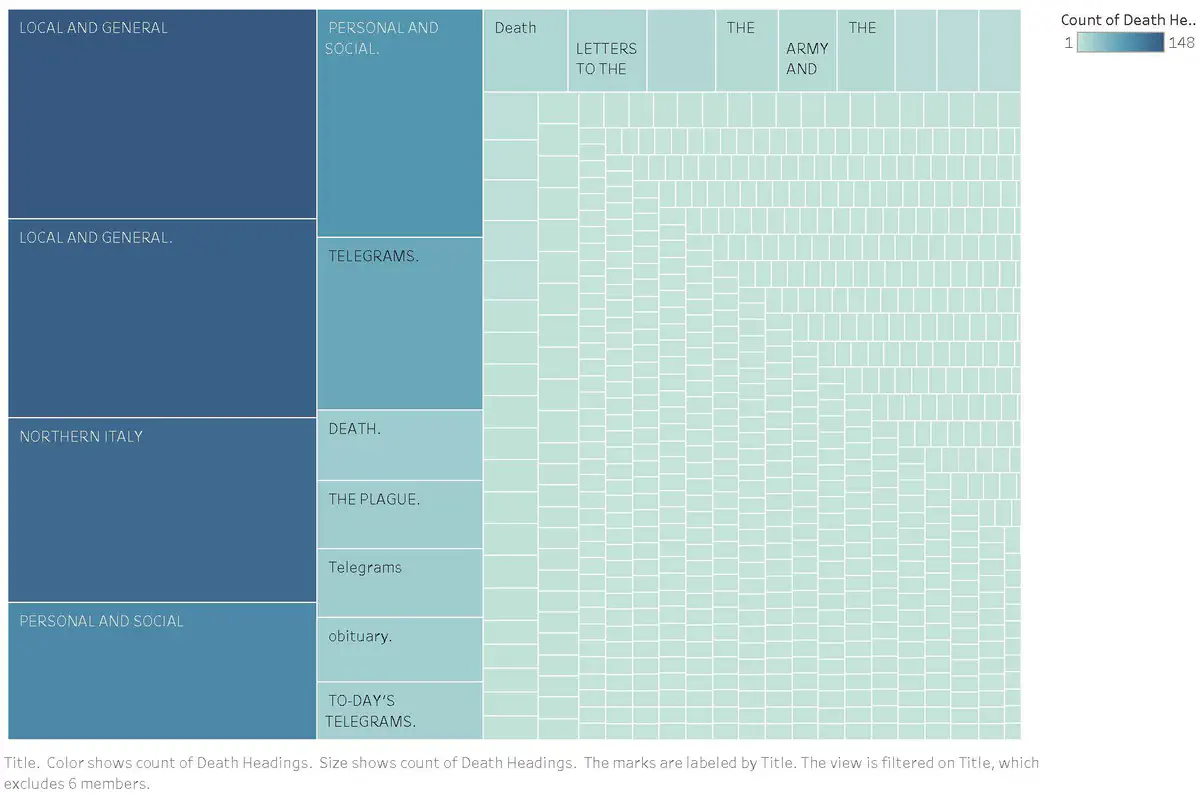 LOCAL AND GENERAL
LOCAL AND GENERAL.
NORTHERN ITALY
PERSONAL AND SOCIAL
PERSONAL AND
SOCIAL.
TELEGRAMS.
DEATH.
THE PLAGUE.
Telegrams
obituary.
TO-DAY'S
TELEGRAMS.
Death
LETTERS
TO THE
THE
ARMY
AND
THE
Count of Death He..
1 148
Title. Color shows count of Death Headings. Size shows count of Death Headings. The marks are labeled by Title. The view is filtered on Title, which
excludes 6 members.